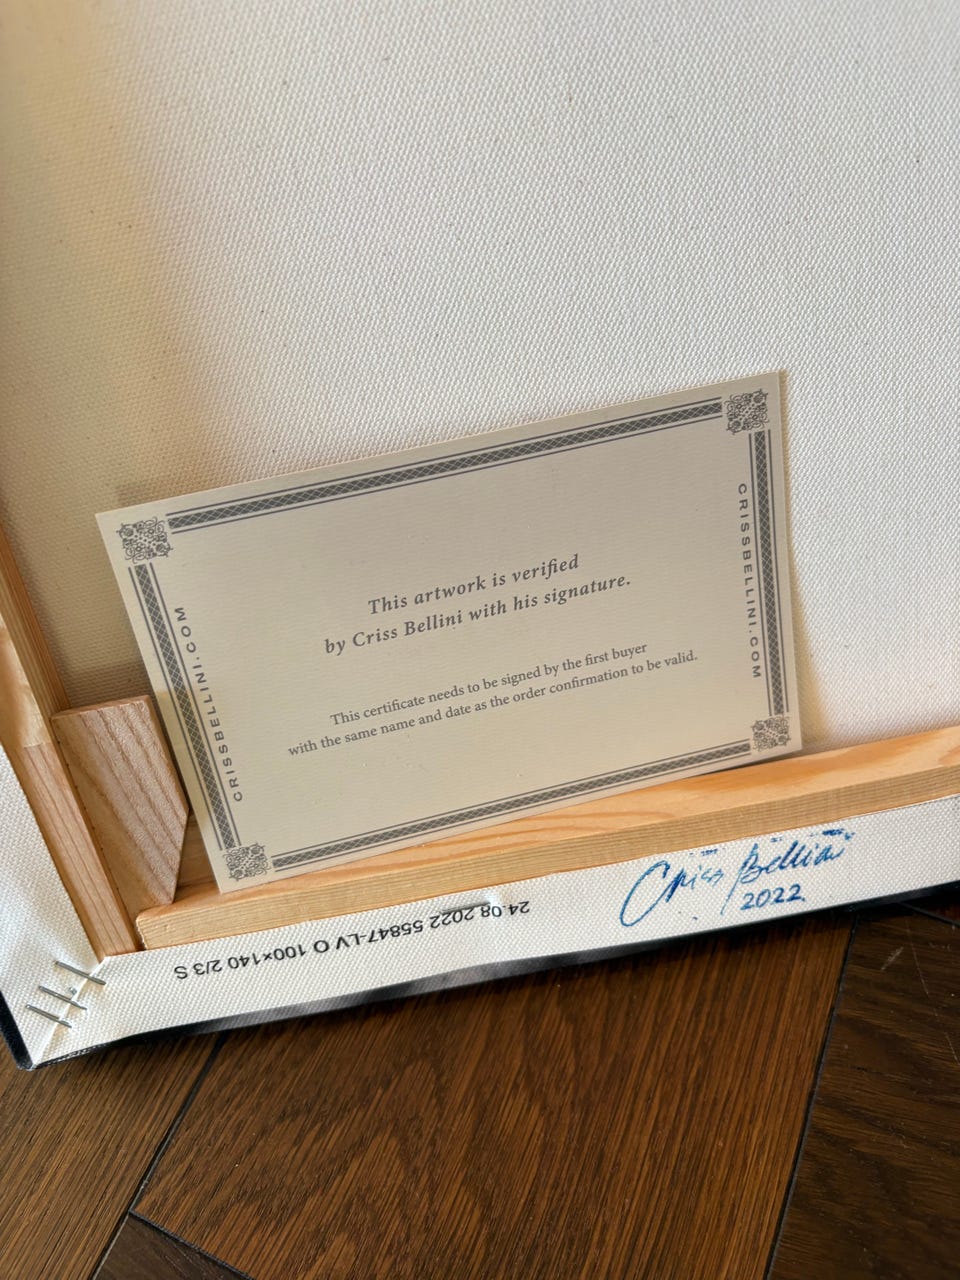 This artwork is verified
by Criss Bellini with his signature.
This certificate needs to be signed by the first buyer
with the same name and date as the order confirmation to be valid.
CRISSBELLINI.COM
CRISSBELLINI.COM
Criss Bellini
2022
24.08.2022 55847-LV O 100×140 2/3 S